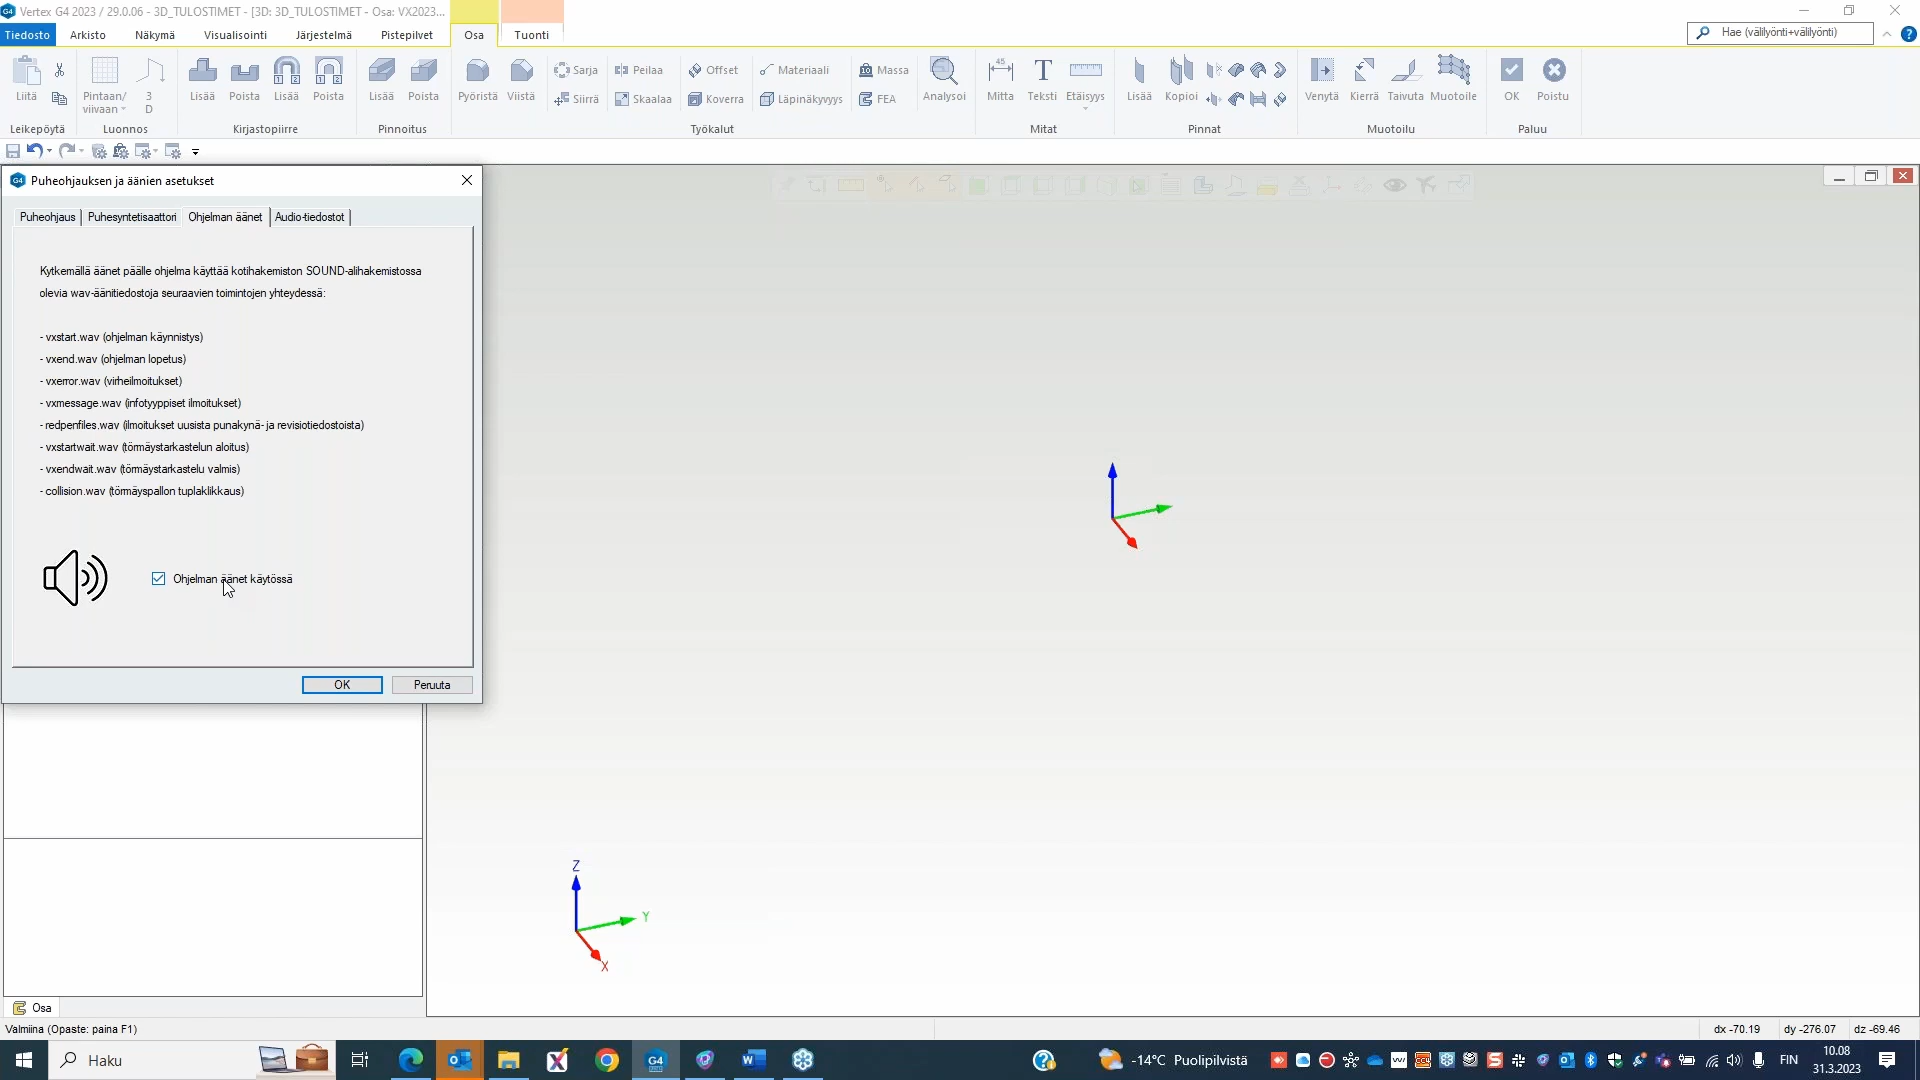 Vertex G4 2023 / 29.0.06 - 3D_TULOSTIMET - [3D: 3D_TULOSTIMET - Osa: VX2023...
Tiedosto Arkisto Näkymä Visualisointi Järjestelmä Pistepilvet Osa Tuonti
Hae (välilyönti+välilyönti)
Sarja Peilaa Offset Materiaali Massa
Liitä Pintaan/ viivaan 3 D Lisää Poista Lisää Poista Lisää Poista Pyöristä Viistä Siirrä Skaalaa Koverra Läpinäkyvyys FEA Analysoi Mitta Teksti Etäisyys Lisää Kopioi Venytä Kierrä Taivuta Muotoile OK Poistu
Leikepöytä Luonnos Kirjastopiirre Pinnoitus Työkalut Mitat Pinnat Muotoilu Paluu
G4 Puheohjauksen ja äänien asetukset
Puheohjaus Puhesyntetisaattori Ohjelman äänet Audio-tiedostot
Kytkemällä äänet päälle ohjelma käyttää kotihakemiston SOUND-alihakemistossa
olevia wav-äänitiedostoja seuraavien toimintojen yhteydessä:
- vxstart.wav (ohjelman käynnistys)
- vxend.wav (ohjelman lopetus)
- vxerror.wav (virheilmoitukset)
- vxmessage.wav (infotyyppiset ilmoitukset)
- redpenfiles.wav (ilmoitukset uusista punakynä- ja revisiotiedostoista)
- vxstartwait.wav (törmäystarkastelun aloitus)
- vxendwait.wav (törmäystarkastelu valmis)
- collision.wav (törmäyspallon tuplaklikkaus)
Ohjelman äänet käytössä
OK Peruuta
Z
Y
X
Osa
Valmiina (Opaste: paina F1) dx -70.19 dy -276.07 dz -69.46
Haku G4 -14°C Puolipilvistä FIN 10.08
31.3.2023